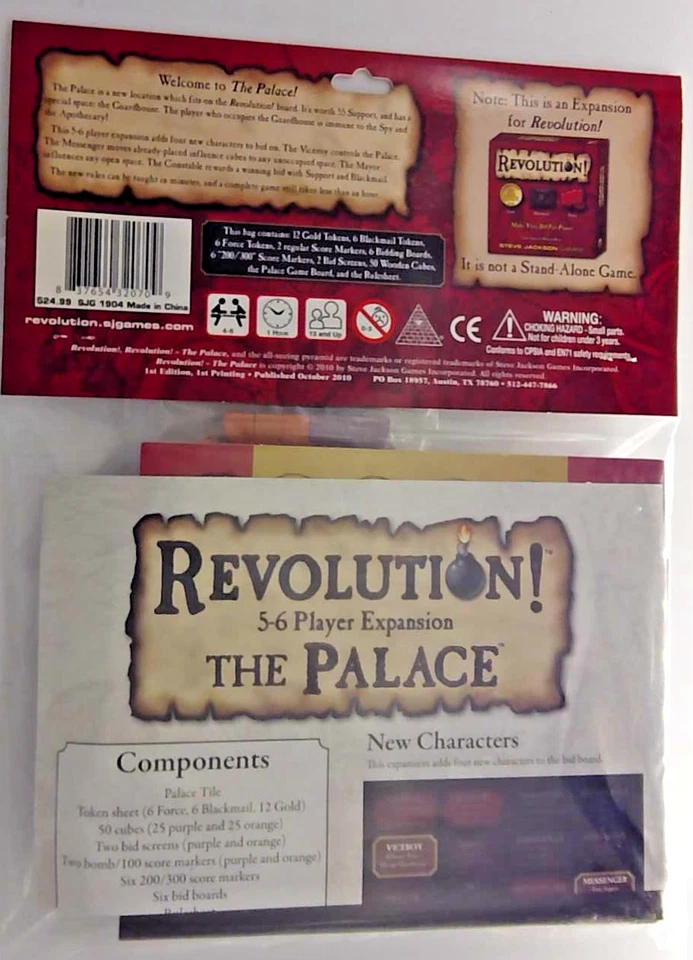 Welcome to The Palace!
The Palace is a new location which fits on the Revolution! board. It's worth 55 Support, and has a
special space: the Guardhouse. The player who occupies the Guardhouse is immune to the Spy and
the Apothecary!
This 5-6 player expansion adds four new characters to bid on. The Viceroy controls the Palace.
The Messenger moves already-placed influence cubes to any unoccupied space. The Mayor
influences any open space. The Constable rewards a winning bid with Support and Blackmail.
The new rules can be taught in minutes, and a complete game still takes less than an hour.
Note: This is an Expansion
for Revolution!
REVOLUTION!
STEVE JACKSON GAMES
It is not a Stand-Alone Game.
8 37654 32070 9
$24.99 SJG 1904 Made in China
revolution.sjgames.com
This bag contains: 12 Gold Tokens, 6 Blackmail Tokens,
6 Force Tokens, 2 regular Score Markers, 6 Bidding Boards,
6 "200/300" Score Markers, 2 Bid Screens, 50 Wooden Cubes,
the Palace Game Board, and the Rulesheet.
1 Hour
13 and Up
0-3
CE
WARNING:
CHOKING HAZARD - Small parts.
Not for children under 3 years.
Conforms to CPSIA and EN71 safety requirements.
Revolution!, Revolution! - The Palace, and the all-seeing pyramid are trademarks or registered trademarks of Steve Jackson Games Incorporated.
Revolution! - The Palace is copyright © 2010 by Steve Jackson Games Incorporated. All rights reserved.
1st Edition, 1st Printing • Published October 2010 PO Box 18957, Austin, TX 78760 • 512-447-7866
REVOLUTION!™
5-6 Player Expansion
THE PALACE™
Components
Palace Tile
Token sheet (6 Force, 6 Blackmail, 12 Gold)
50 cubes (25 purple and 25 orange)
Two bid screens (purple and orange)
Two bomb/100 score markers (purple and orange)
Six 200/300 score markers
Six bid boards
Rulesheet
New Characters
This expansion adds four new characters to the bid board.
VICEROY
MESSENGER